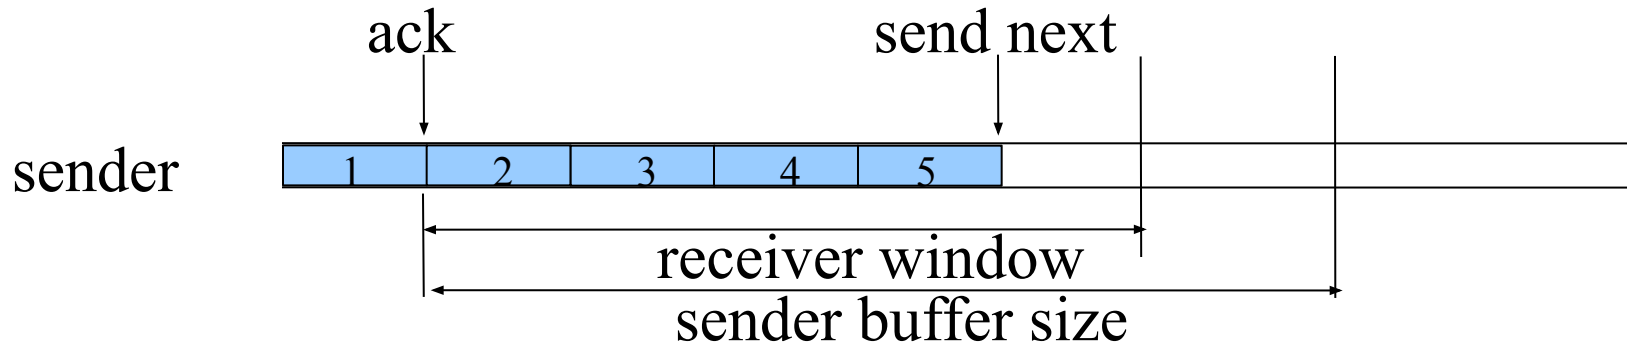 ack send next
sender 1 2 3 4 5
receiver window
sender buffer size